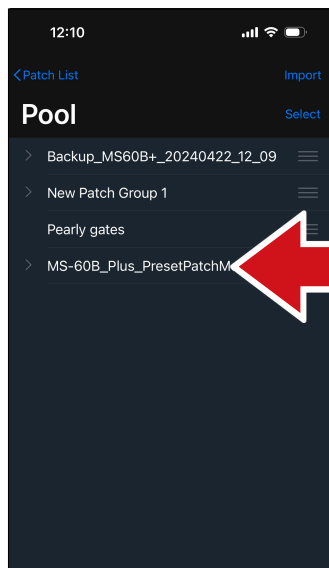 12:10
Patch List
Import
Pool
Select
Backup_MS60B+_20240422_12_09
New Patch Group 1
Pearly gates
MS-60B_Plus_PresetPatchM